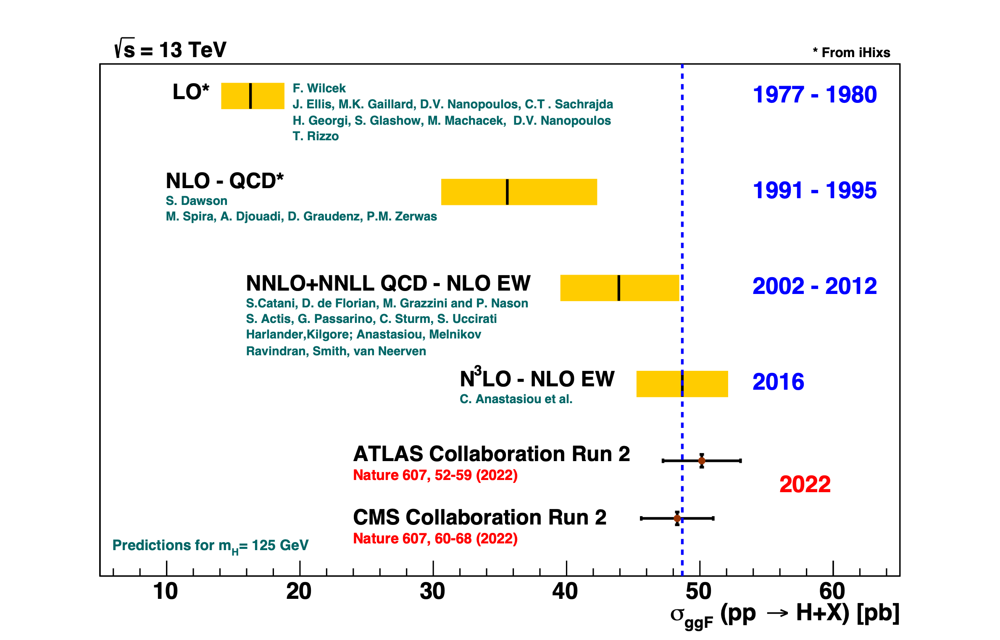 √s = 13 TeV
* From iHixs
LO*
F. Wilcek
J. Ellis, M.K. Gaillard, D.V. Nanopoulos, C.T . Sachrajda
H. Georgi, S. Glashow, M. Machacek, D.V. Nanopoulos
T. Rizzo
1977 - 1980
NLO - QCD*
S. Dawson
M. Spira, A. Djouadi, D. Graudenz, P.M. Zerwas
1991 - 1995
NNLO+NNLL QCD - NLO EW
S.Catani, D. de Florian, M. Grazzini and P. Nason
S. Actis, G. Passarino, C. Sturm, S. Uccirati
Harlander,Kilgore; Anastasiou, Melnikov
Ravindran, Smith, van Neerven
2002 - 2012
N³LO - NLO EW
C. Anastasiou et al.
2016
ATLAS Collaboration Run 2
Nature 607, 52-59 (2022)
2022
CMS Collaboration Run 2
Nature 607, 60-68 (2022)
Predictions for m_H= 125 GeV
10 20 30 40 50 60
σ_ggF (pp → H+X) [pb]